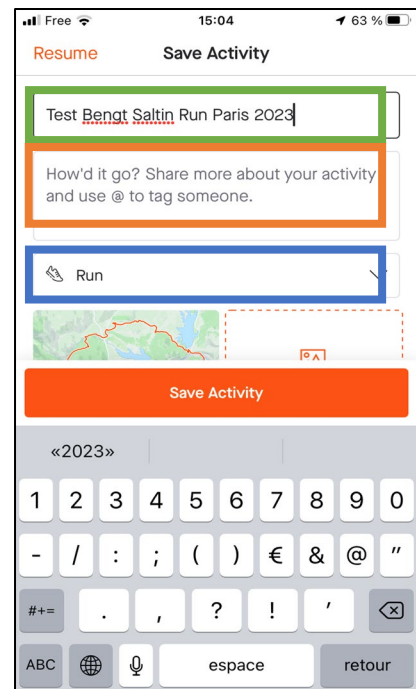 Free 15:04 63 %
Resume Save Activity
Test Bengt Saltin Run Paris 2023
How'd it go? Share more about your activity
and use @ to tag someone.
Run
Save Activity
«2023»
1 2 3 4 5 6 7 8 9 0
- / : ; ( ) € & @ "
#+= . , ? ! ' 
ABC espace retour